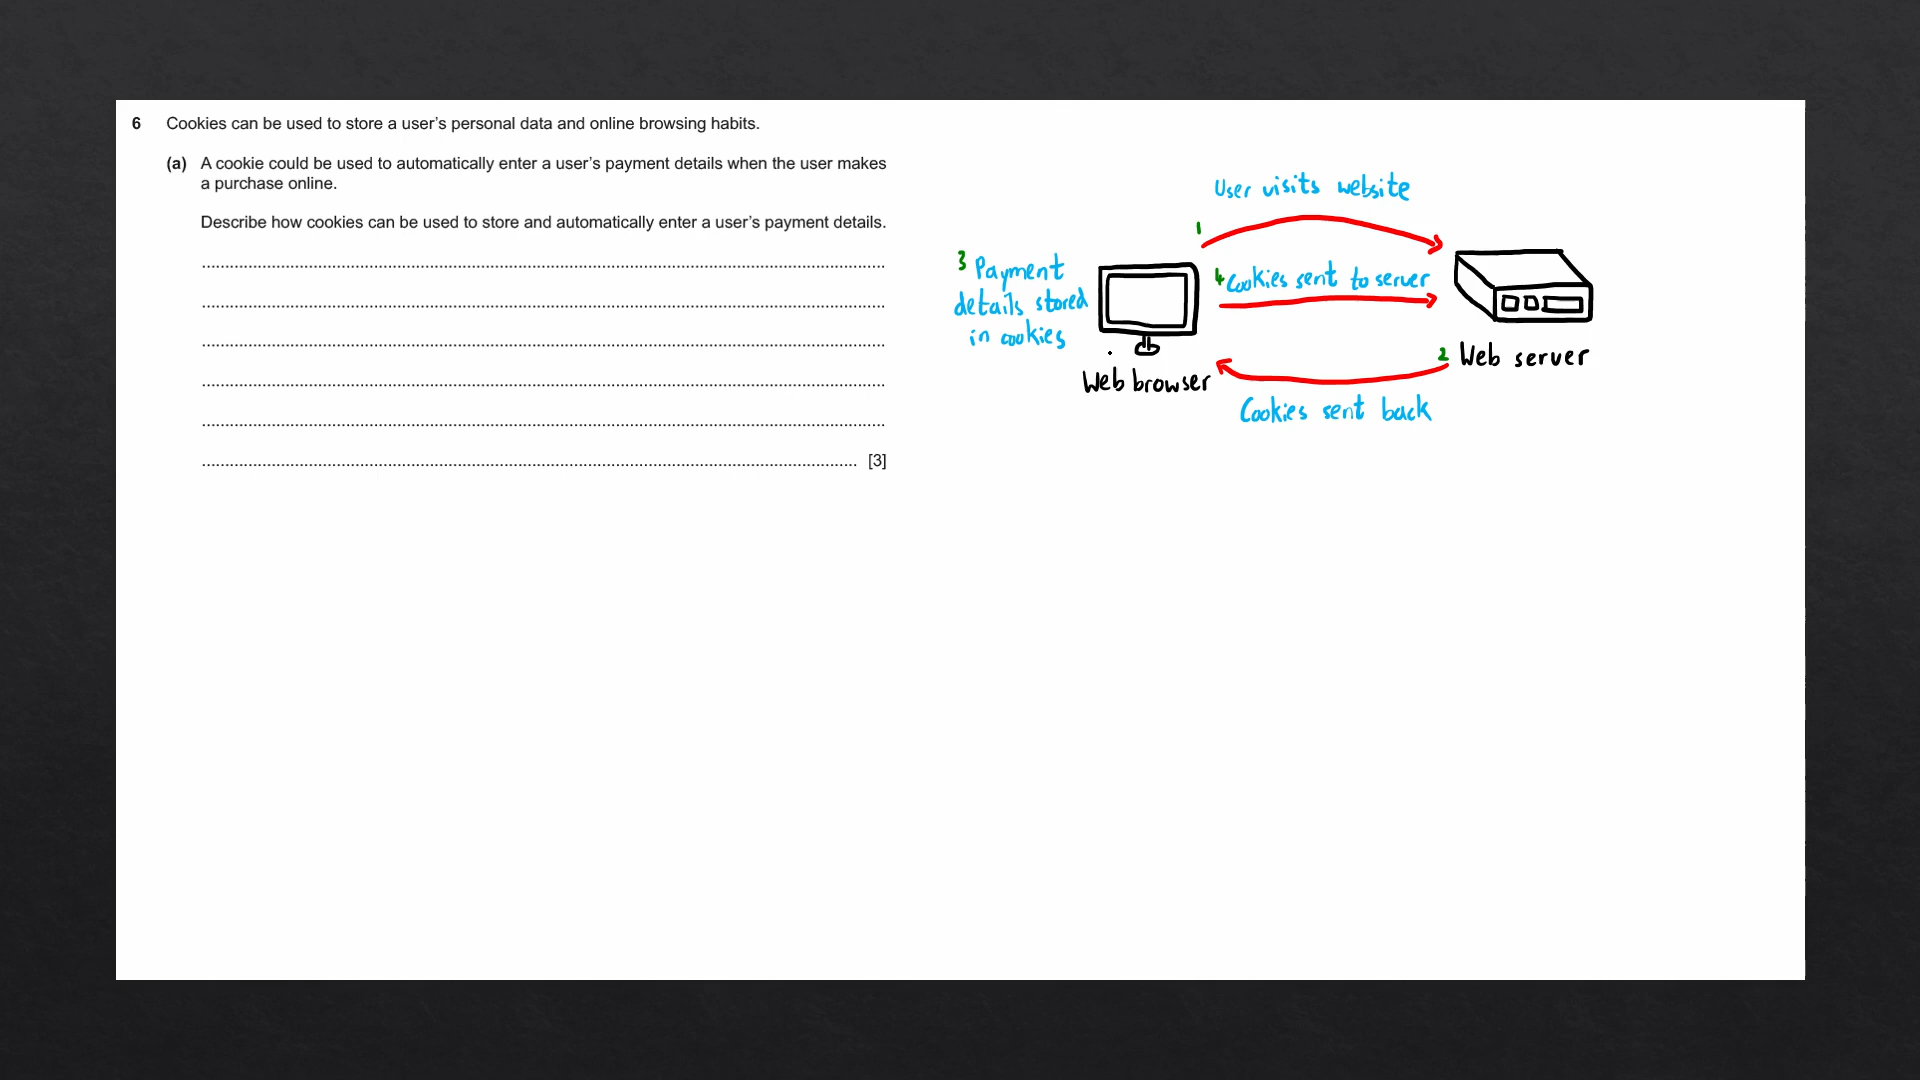 6 Cookies can be used to store a user's personal data and online browsing habits.
(a) A cookie could be used to automatically enter a user's payment details when the user makes
a purchase online.
Describe how cookies can be used to store and automatically enter a user's payment details.
[3]
User visits website
1
3 Payment
details stored
in cookies
4 Cookies sent to server
2 Web server
Web browser
Cookies sent back